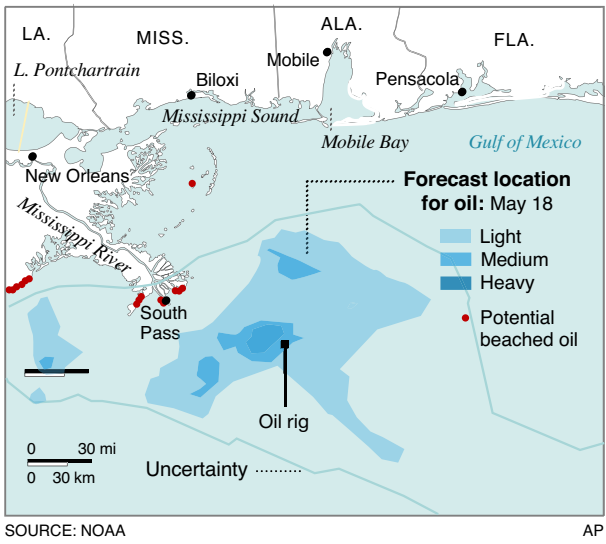 LA.
MISS.
ALA.
FLA.
L. Pontchartrain
Biloxi
Mobile
Pensacola
Mississippi Sound
Mobile Bay
Gulf of Mexico
New Orleans
Mississippi River
Forecast location
for oil: May 18
Light
Medium
Heavy
Potential
beached oil
South
Pass
Oil rig
0 30 mi
0 30 km
Uncertainty
SOURCE: NOAA
AP